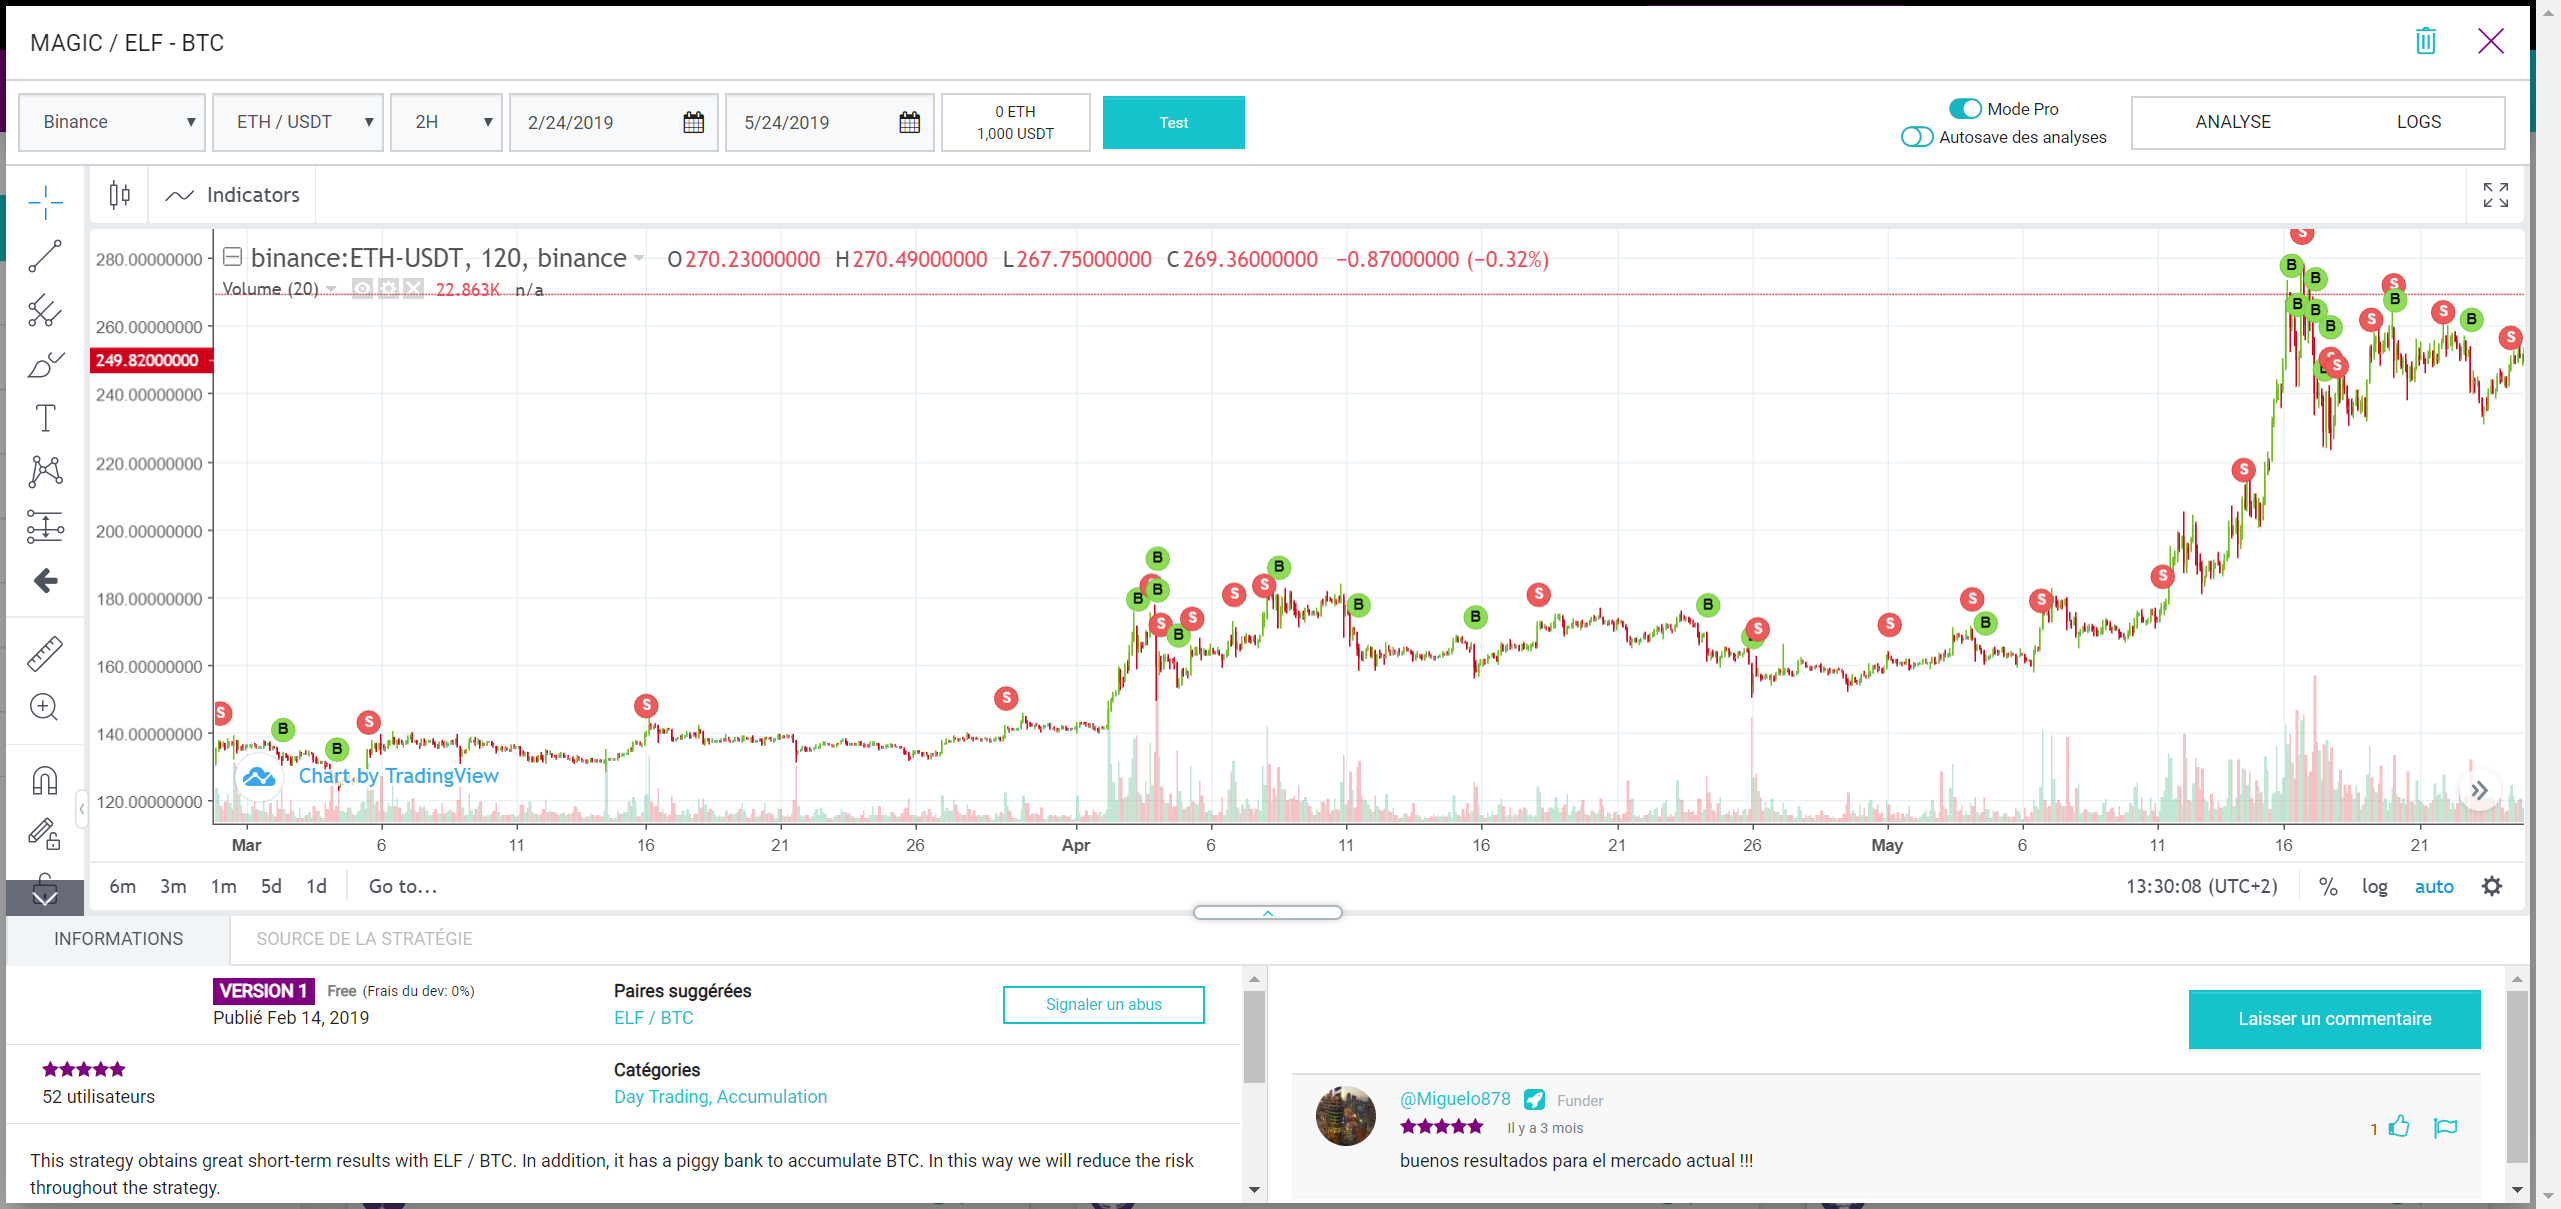 MAGIC / ELF - BTC
Binance
ETH / USDT
2H
2/24/2019
5/24/2019
0 ETH
1,000 USDT
Test
Mode Pro
Autosave des analyses
ANALYSE
LOGS
Indicators
binance:ETH-USDT, 120, binance
O270.23000000 H270.49000000 L267.75000000 C269.36000000 −0.87000000 (−0.32%)
Volume (20)
22.863K n/a
280.00000000
260.00000000
249.82000000
240.00000000
220.00000000
200.00000000
180.00000000
160.00000000
140.00000000
120.00000000
Chart by TradingView
Mar 6 11 16 21 26 Apr 6 11 16 21 26 May 6 11 16 21
6m 3m 1m 5d 1d Go to...
13:30:08 (UTC+2) % log auto
INFORMATIONS
SOURCE DE LA STRATÉGIE
VERSION 1 Free (Frais du dev: 0%)
Publié Feb 14, 2019
Paires suggérées
ELF / BTC
Signaler un abus
52 utilisateurs
Catégories
Day Trading, Accumulation
This strategy obtains great short-term results with ELF / BTC. In addition, it has a piggy bank to accumulate BTC. In this way we will reduce the risk
throughout the strategy.
Laisser un commentaire
@Miguelo878 Funder
Il y a 3 mois
1
buenos resultados para el mercado actual !!!